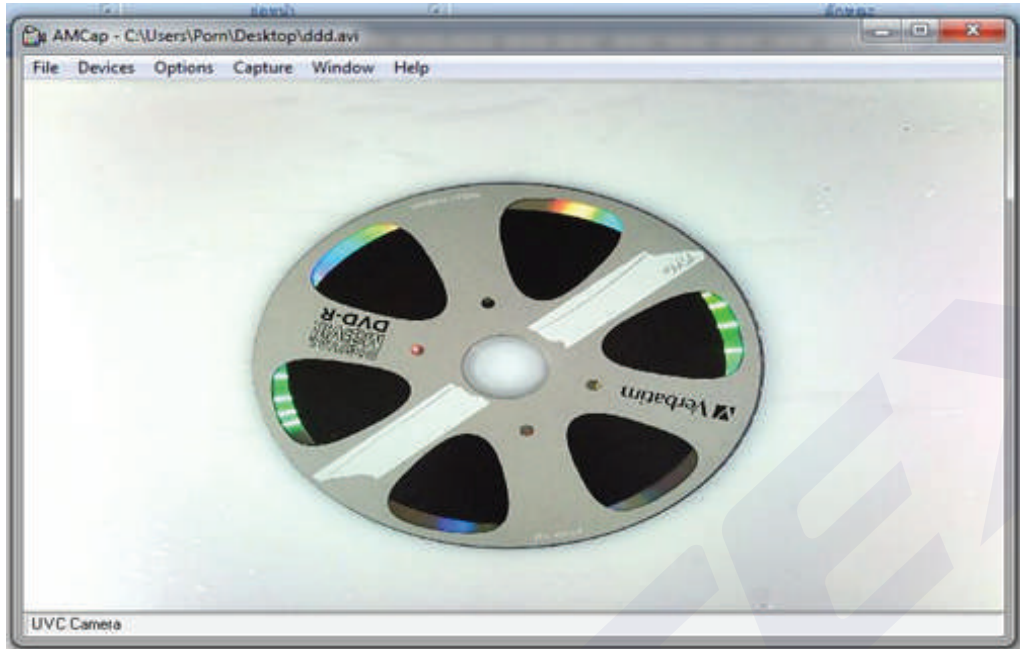 AMCap - C:\Users\Porn\Desktop\ddd.avi
File Devices Options Capture Window Help
DVD-R
Verbatim
UVC Camera